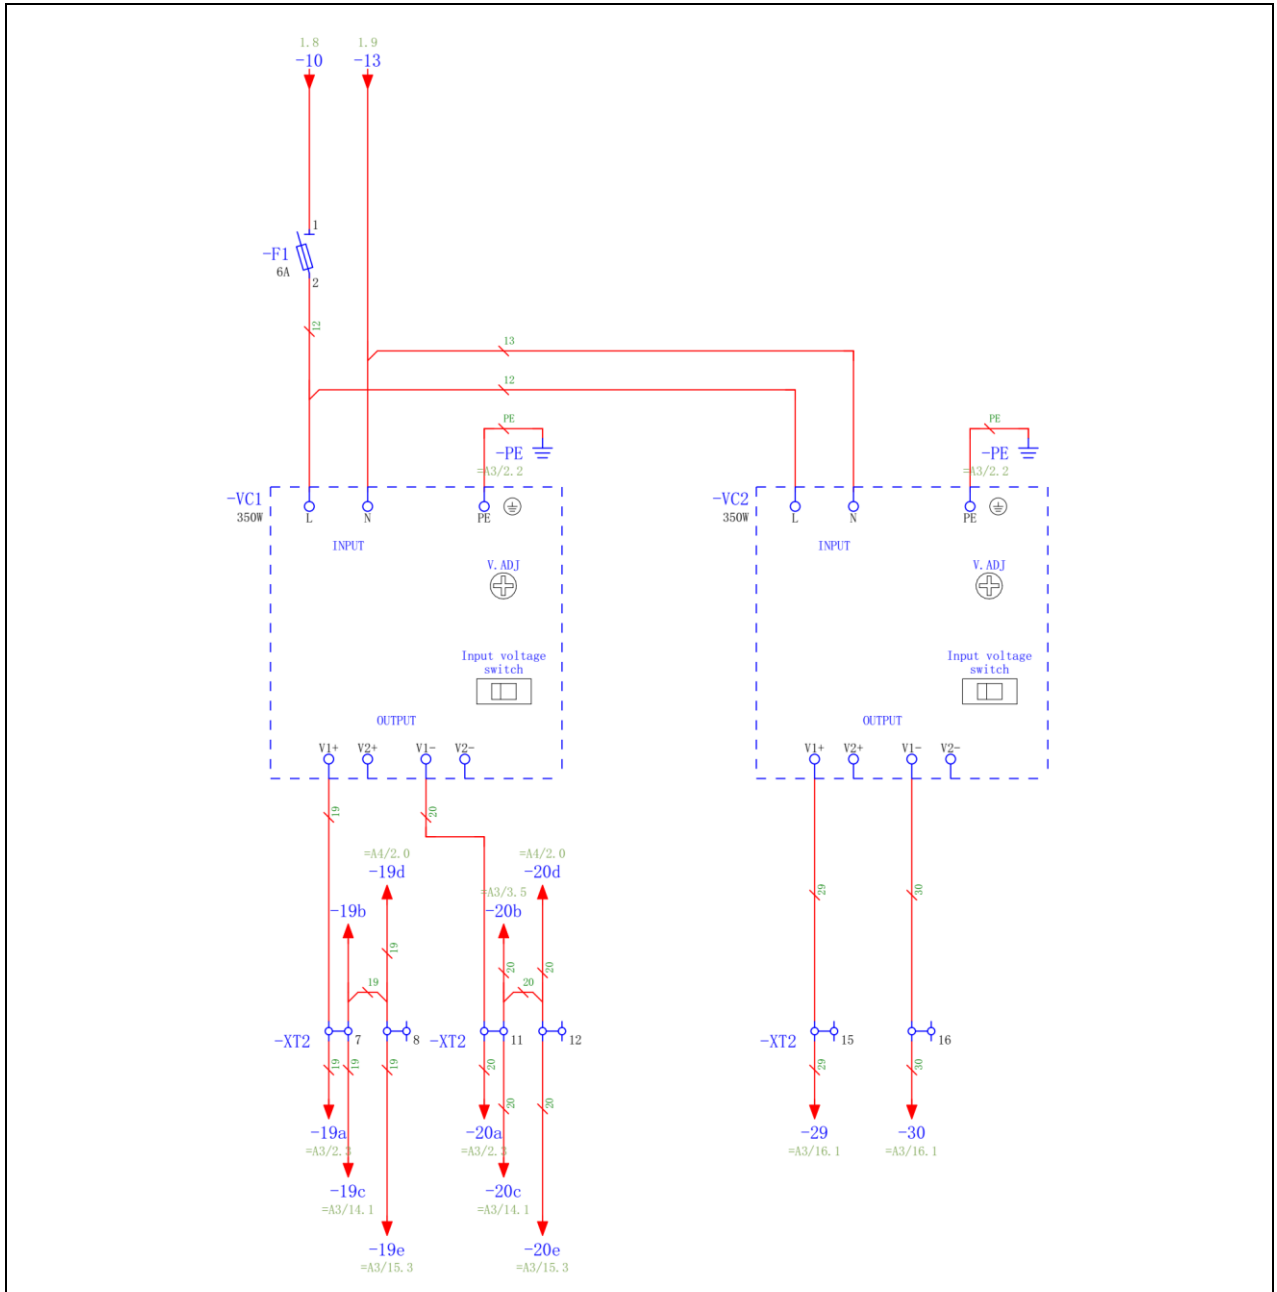 1.8 1.9
-10 -13
1
-F1
6A
2
12
13
12
PE PE
-PE -PE
=A3/2.2 =A3/2.2
-VC1 -VC2
350W 350W
L N PE L N PE
INPUT INPUT
V.ADJ V.ADJ
Input voltage
switch
Input voltage
switch
OUTPUT OUTPUT
V1+ V2+ V1- V2- V1+ V2+ V1- V2-
19 20
=A4/2.0 =A4/2.0
-19d -20d
=A3/3.5
29 30
-19b -20b
19
20 20
19 20
-XT2 7 8 -XT2 11 12 -XT2 15 16
19 19 19 20 29 30
20 20
-19a -20a -29 -30
=A3/2.3 =A3/2.3 =A3/16.1 =A3/16.1
-19c -20c
=A3/14.1 =A3/14.1
-19e -20e
=A3/15.3 =A3/15.3